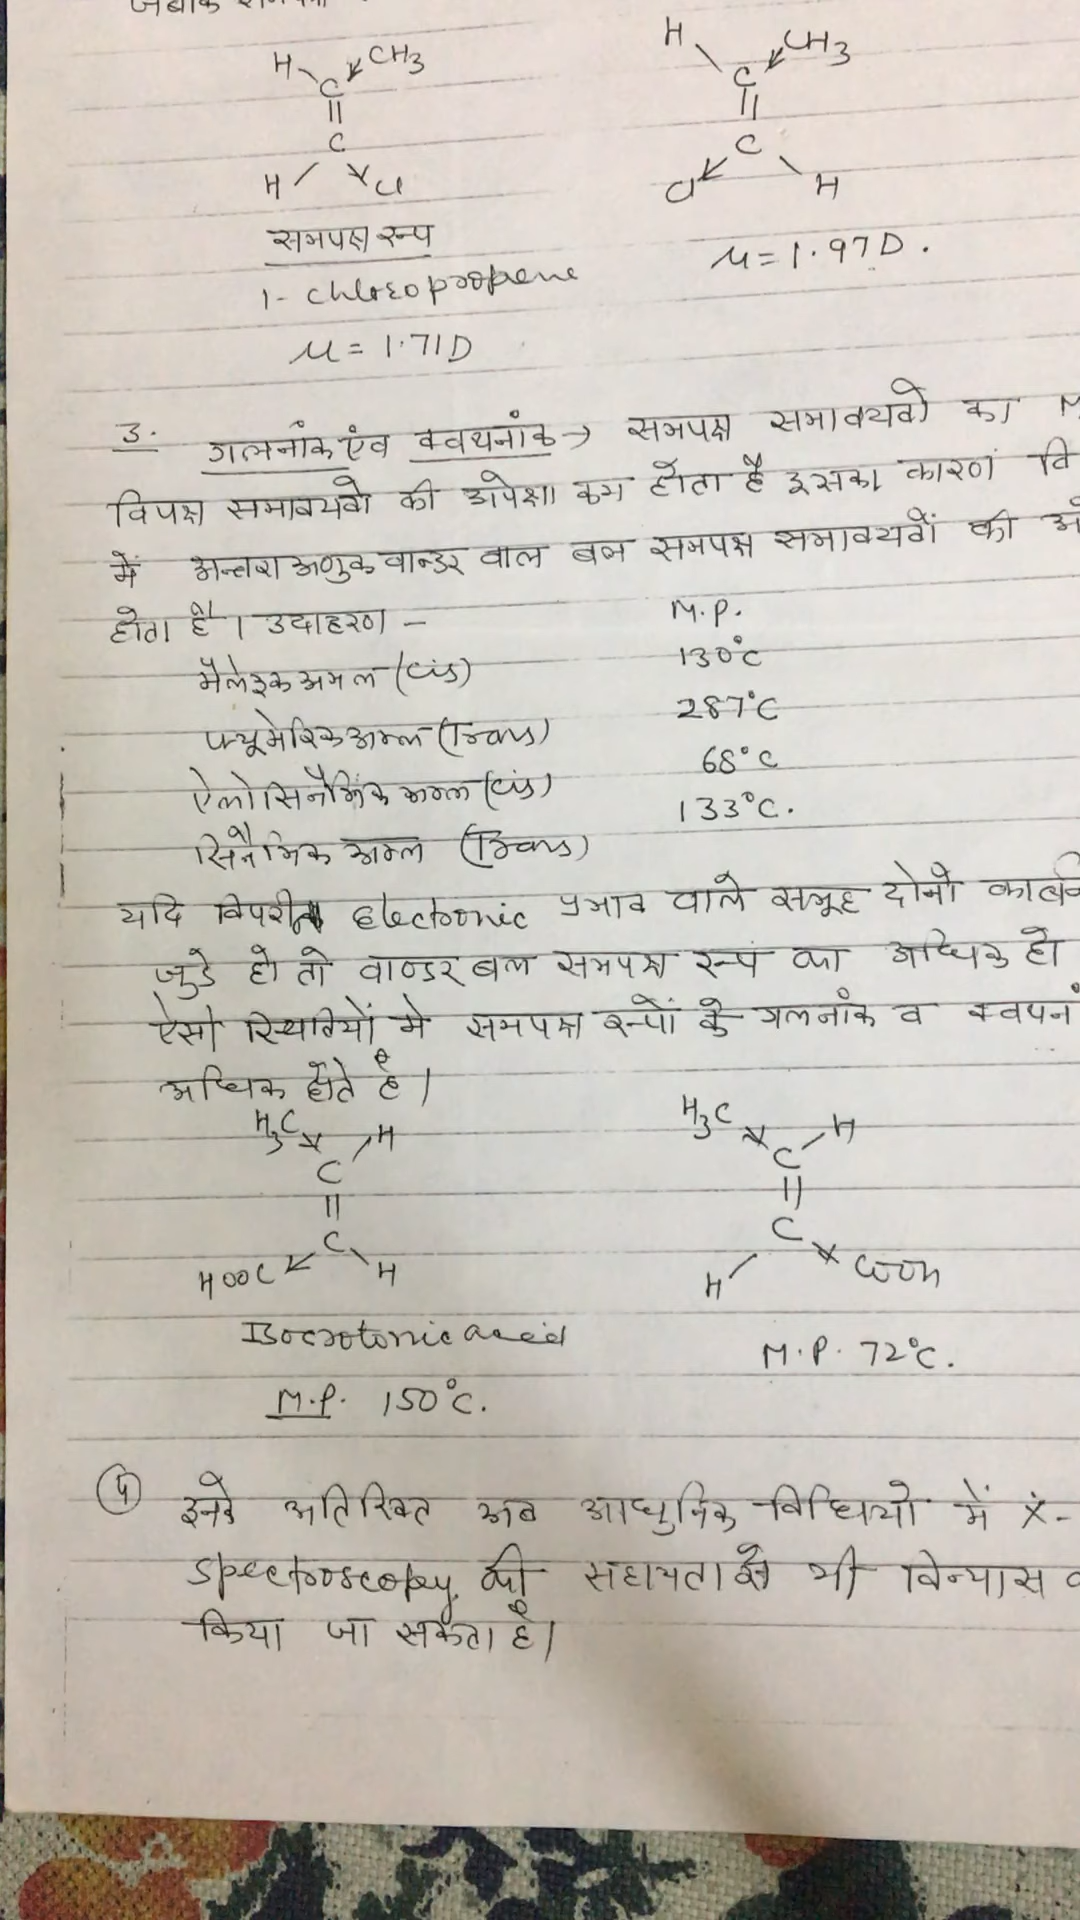 H CH3
C
||
C
H Cl
समपक्ष रूप
1- chloropropene
μ = 1.71D
H CH3
C
||
C
Cl H
μ = 1.97D.
3. गलनांक एंव क्वथनांक → समपक्ष समावयवो का M
विपक्ष समावयवो की अपेक्षा कम होता है इसका कारण वि
में अन्तराअणुक वान्डर वाल बल समपक्ष समावयवों की अ
होता है । उदाहरण - M.P.
मैलेइक अम्ल (cis) 130°C
फ्यूमेरिक अम्ल (Trans) 287°C
ऐलोसिनैमिक अम्ल (cis) 68°C
सिनैमिक अम्ल (Trans) 133°C.
यदि विपरीत Electronic प्रभाव वाले समूह दोनो कार्बन
जुडे हो तो वाण्डर बल समपक्ष रूप का अधिक हो
ऐसी स्थितियों मे समपक्ष रूपों के गलनांक व क्वथनां
अधिक होते है ।
H3C H
C
||
C
HOOC H
Isocrotonic acid
M.P. 150°C.
H3C H
C
||
C
H COOH
M.P. 72°C.
④ इनके अतिरिक्त अब आधुनिक विधियो में X-
spectroscopy की सहायता से भी विन्यास
किया जा सकता है।